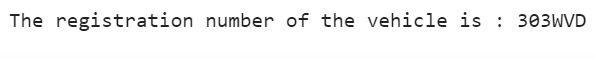 The registration number of the vehicle is : 303WVD